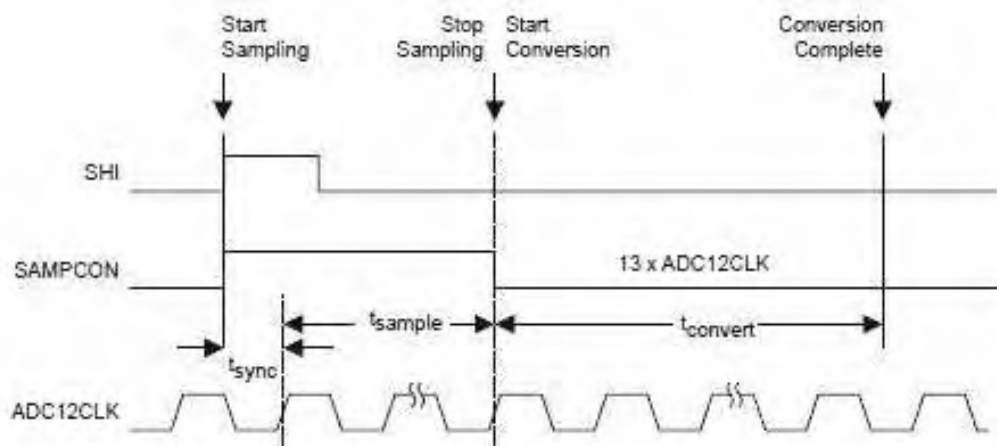 Start
Sampling
Stop
Sampling
Start
Conversion
Conversion
Complete
SHI
SAMPCON
13 x ADC12CLK
tsample
tconvert
tsync
ADC12CLK